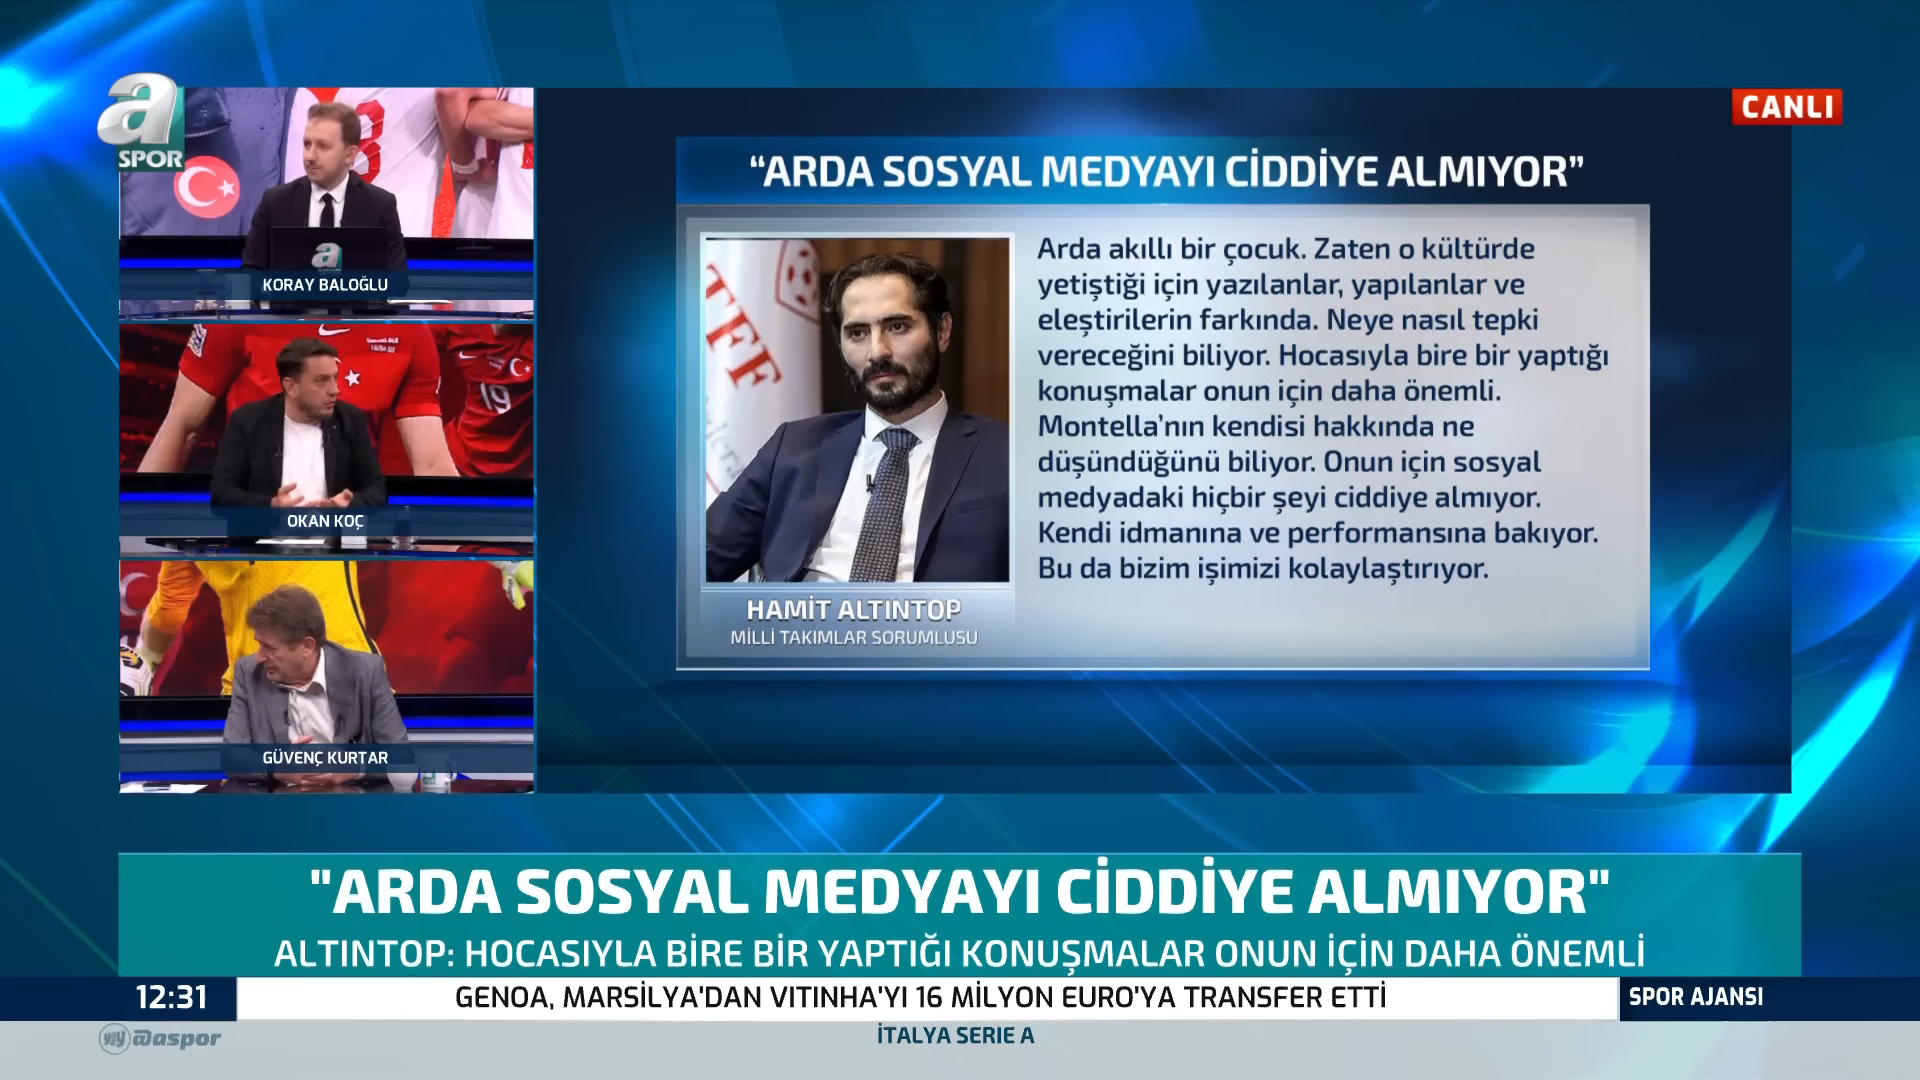 a
SPOR
CANLI
“ARDA SOSYAL MEDYAYI CİDDİYE ALMIYOR”
Arda akıllı bir çocuk. Zaten o kültürde
yetiştiği için yazılanlar, yapılanlar ve
eleştirilerin farkında. Neye nasıl tepki
vereceğini biliyor. Hocasıyla bire bir yaptığı
konuşmalar onun için daha önemli.
Montella’nın kendisi hakkında ne
düşündüğünü biliyor. Onun için sosyal
medyadaki hiçbir şeyi ciddiye almıyor.
Kendi idmanına ve performansına bakıyor.
Bu da bizim işimizi kolaylaştırıyor.
TFF
HAMİT ALTINTOP
MİLLİ TAKIMLAR SORUMLUSU
8
a
KORAY BALOĞLU
19
OKAN KOÇ
GÜVENÇ KURTAR
"ARDA SOSYAL MEDYAYI CİDDİYE ALMIYOR"
ALTINTOP: HOCASIYLA BİRE BİR YAPTIĞI KONUŞMALAR ONUN İÇİN DAHA ÖNEMLİ
12:31
GENOA, MARSİLYA'DAN VITINHA'YI 16 MİLYON EURO'YA TRANSFER ETTİ
SPOR AJANSI
aspor
İTALYA SERIE A